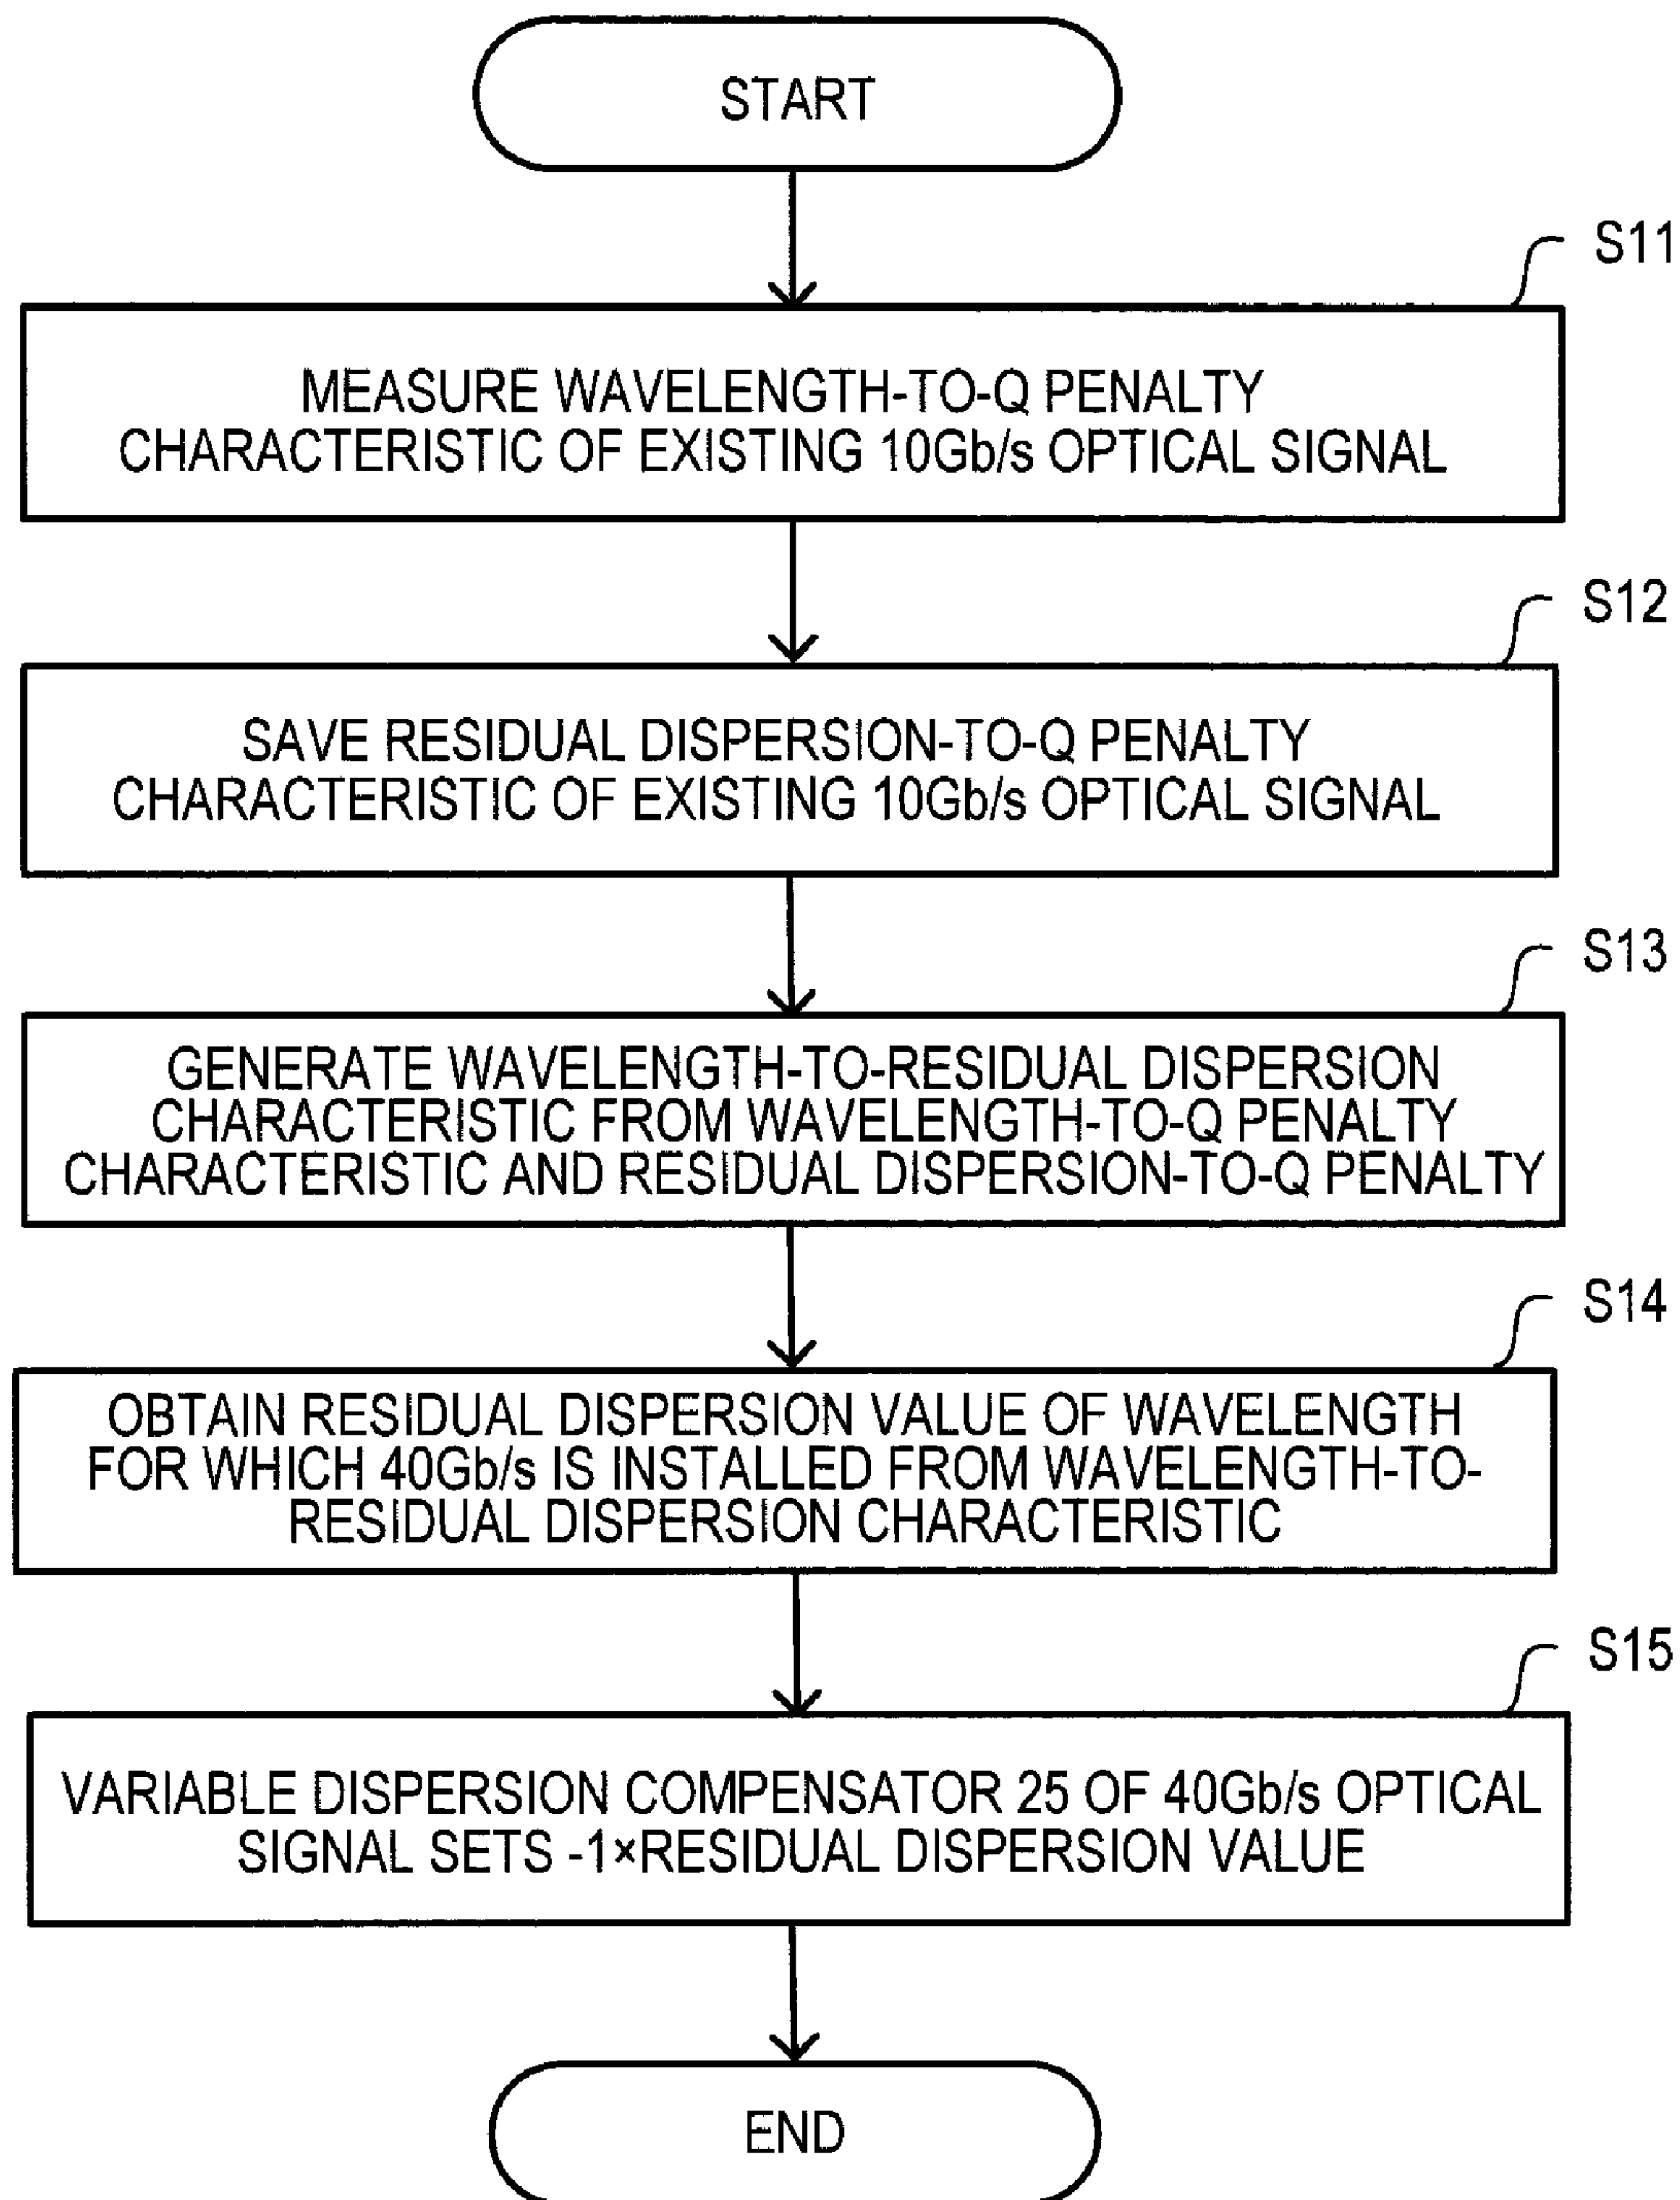 START
S11
MEASURE WAVELENGTH-TO-Q PENALTY
CHARACTERISTIC OF EXISTING 10Gb/s OPTICAL SIGNAL
S12
SAVE RESIDUAL DISPERSION-TO-Q PENALTY
CHARACTERISTIC OF EXISTING 10Gb/s OPTICAL SIGNAL
S13
GENERATE WAVELENGTH-TO-RESIDUAL DISPERSION
CHARACTERISTIC FROM WAVELENGTH-TO-Q PENALTY
CHARACTERISTIC AND RESIDUAL DISPERSION-TO-Q PENALTY
S14
OBTAIN RESIDUAL DISPERSION VALUE OF WAVELENGTH
FOR WHICH 40Gb/s IS INSTALLED FROM WAVELENGTH-TO-
RESIDUAL DISPERSION CHARACTERISTIC
S15
VARIABLE DISPERSION COMPENSATOR 25 OF 40Gb/s OPTICAL
SIGNAL SETS -1×RESIDUAL DISPERSION VALUE
END